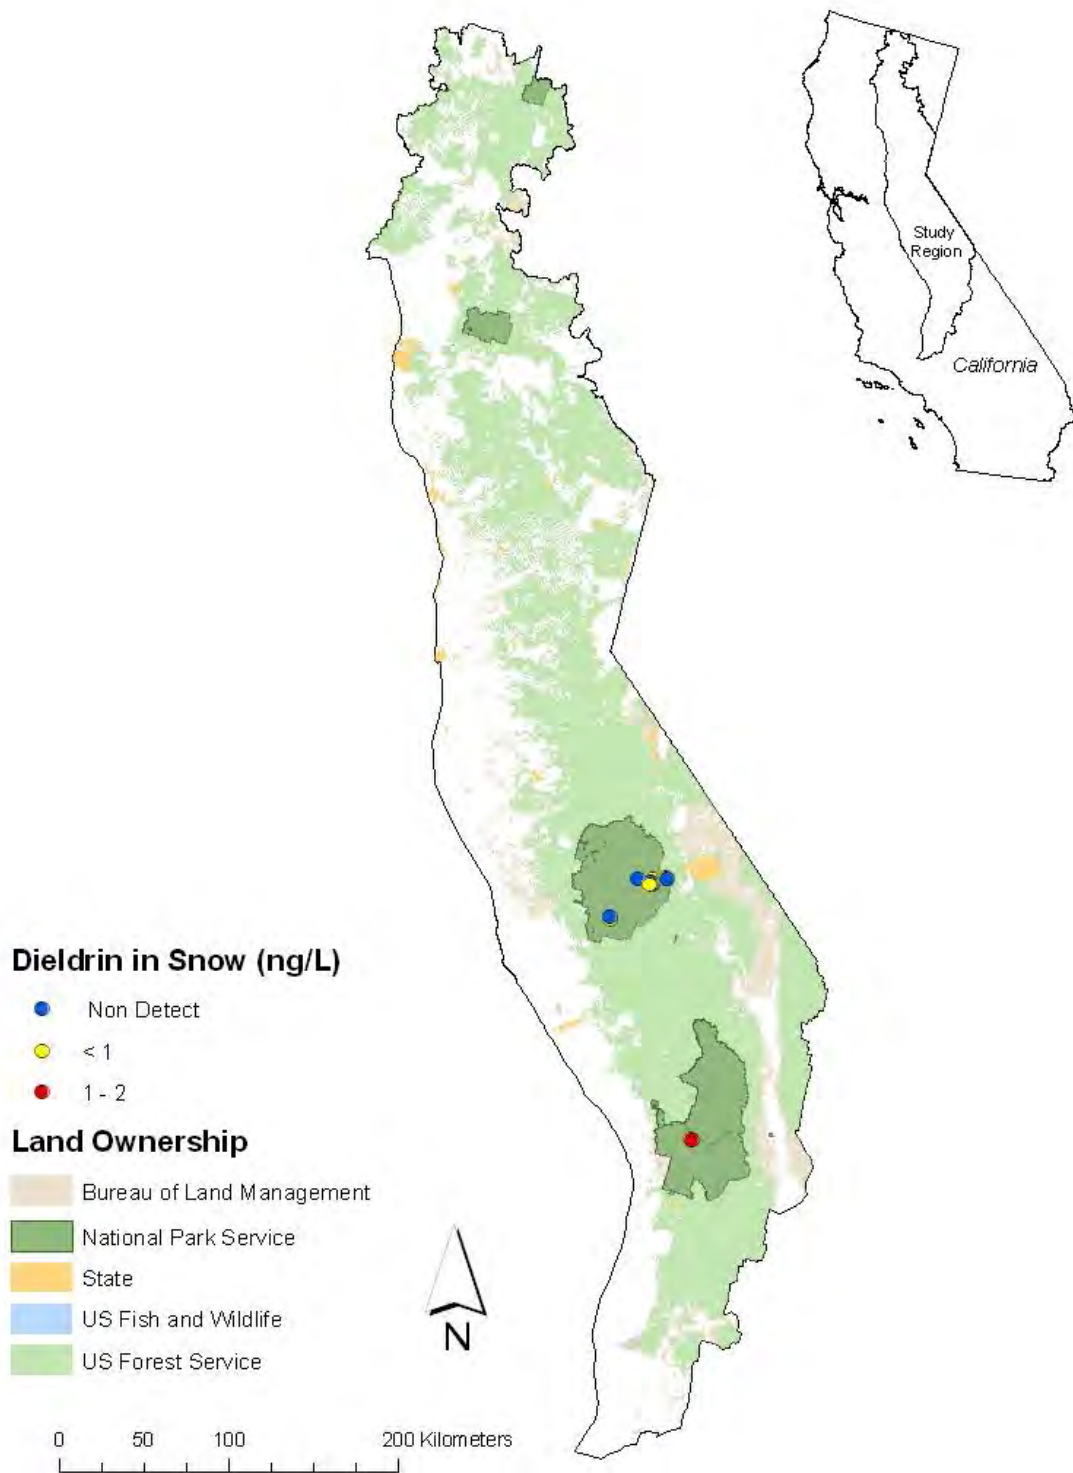 Study
Region
California
Dieldrin in Snow (ng/L)
Non Detect
< 1
1 - 2
Land Ownership
Bureau of Land Management
National Park Service
State
US Fish and Wildlife
US Forest Service
N
0 50 100 200 Kilometers